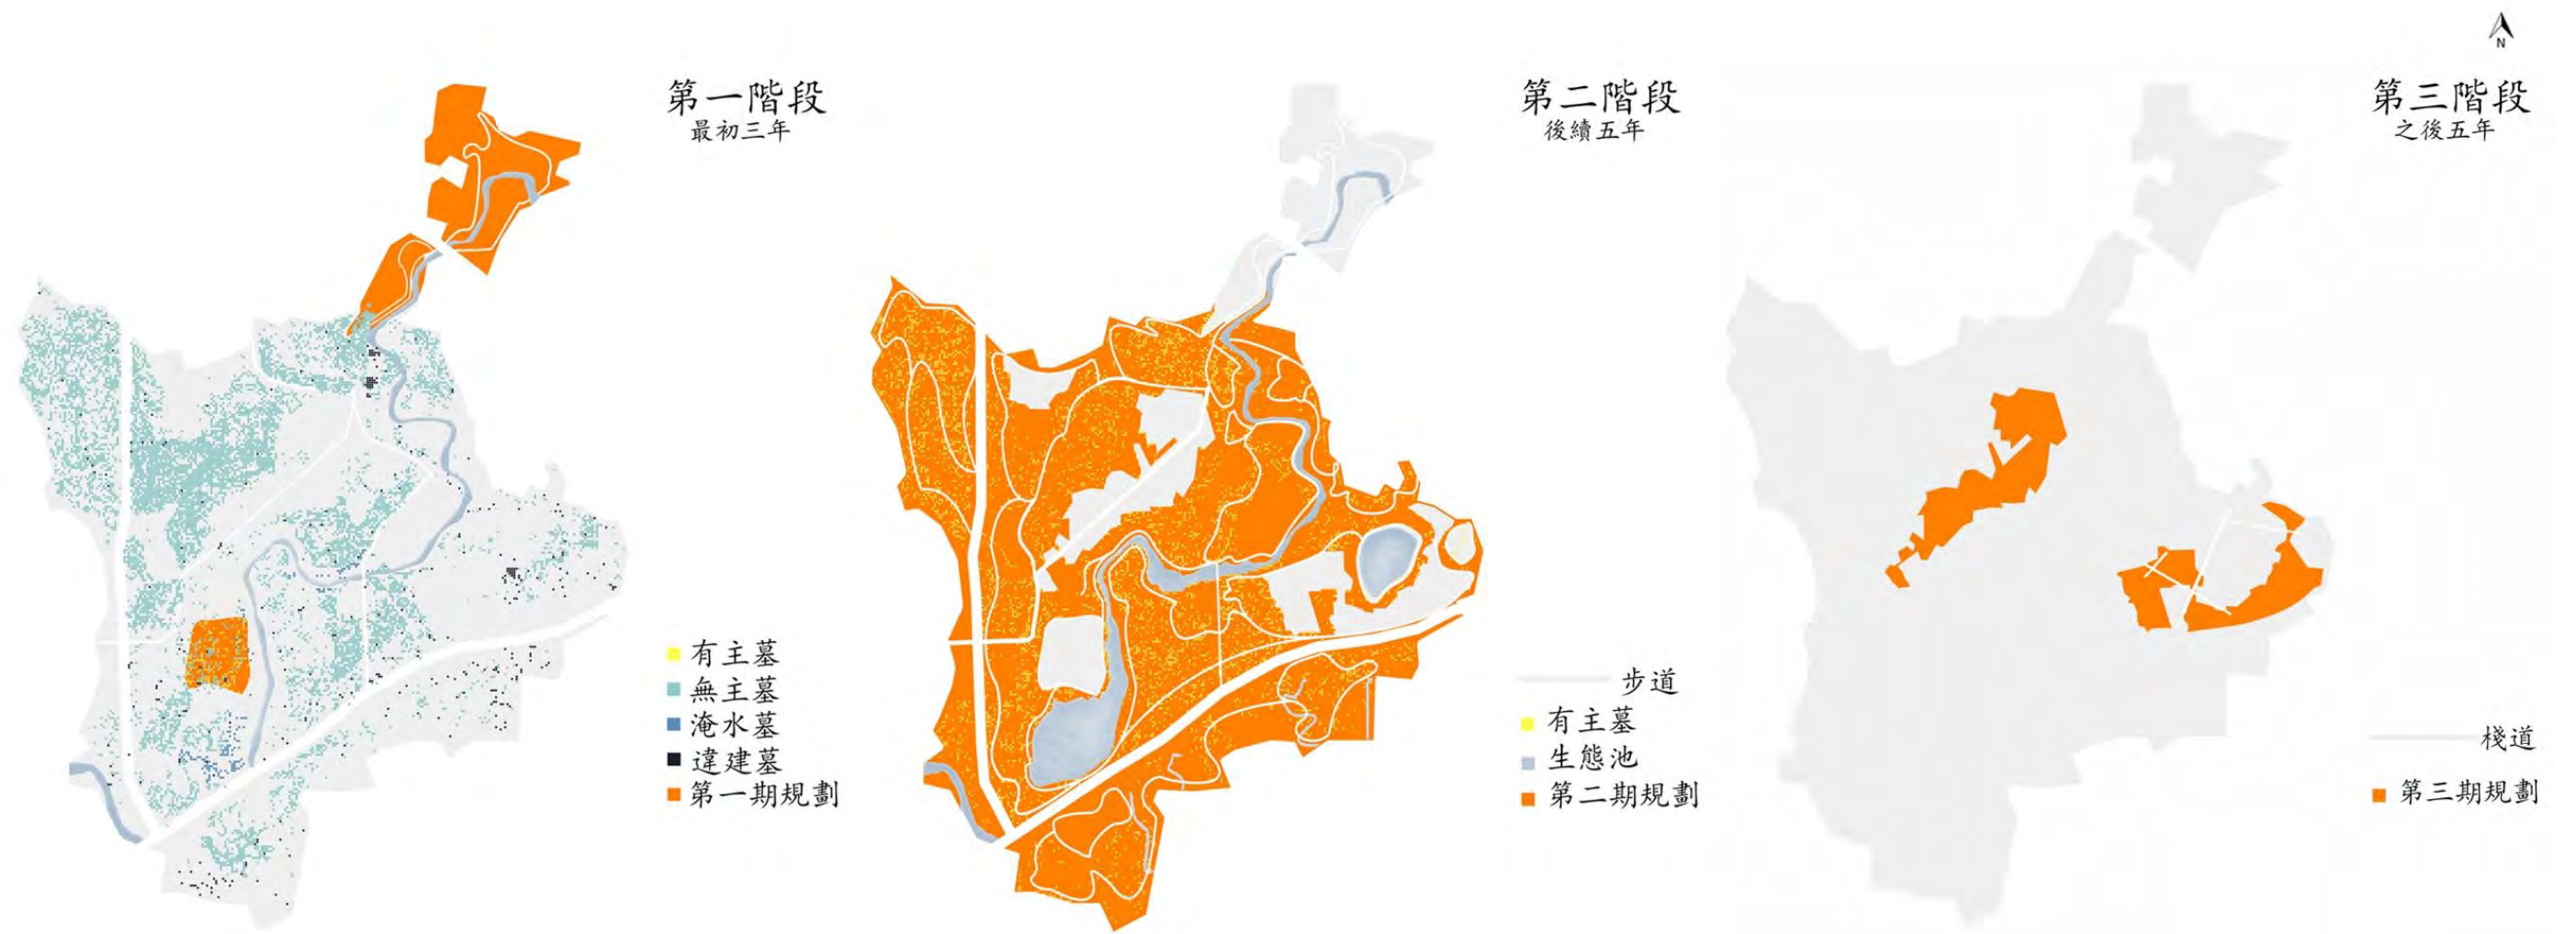 N
第一階段
最初三年
有主墓
無主墓
淹水墓
違建墓
第一期規劃
第二階段
後續五年
步道
有主墓
生態池
第二期規劃
第三階段
之後五年
棧道
第三期規劃